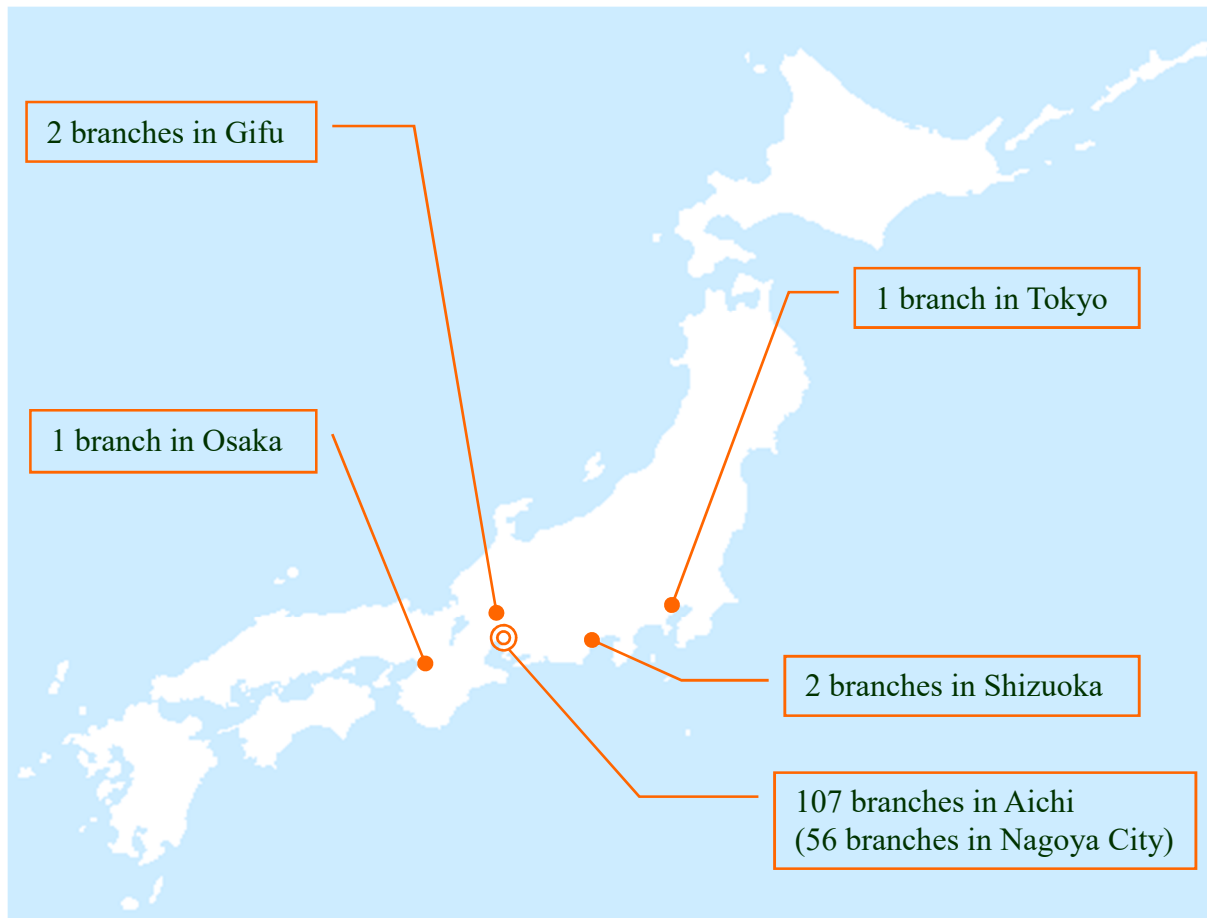 2 branches in Gifu
1 branch in Tokyo
1 branch in Osaka
2 branches in Shizuoka
107 branches in Aichi
(56 branches in Nagoya City)